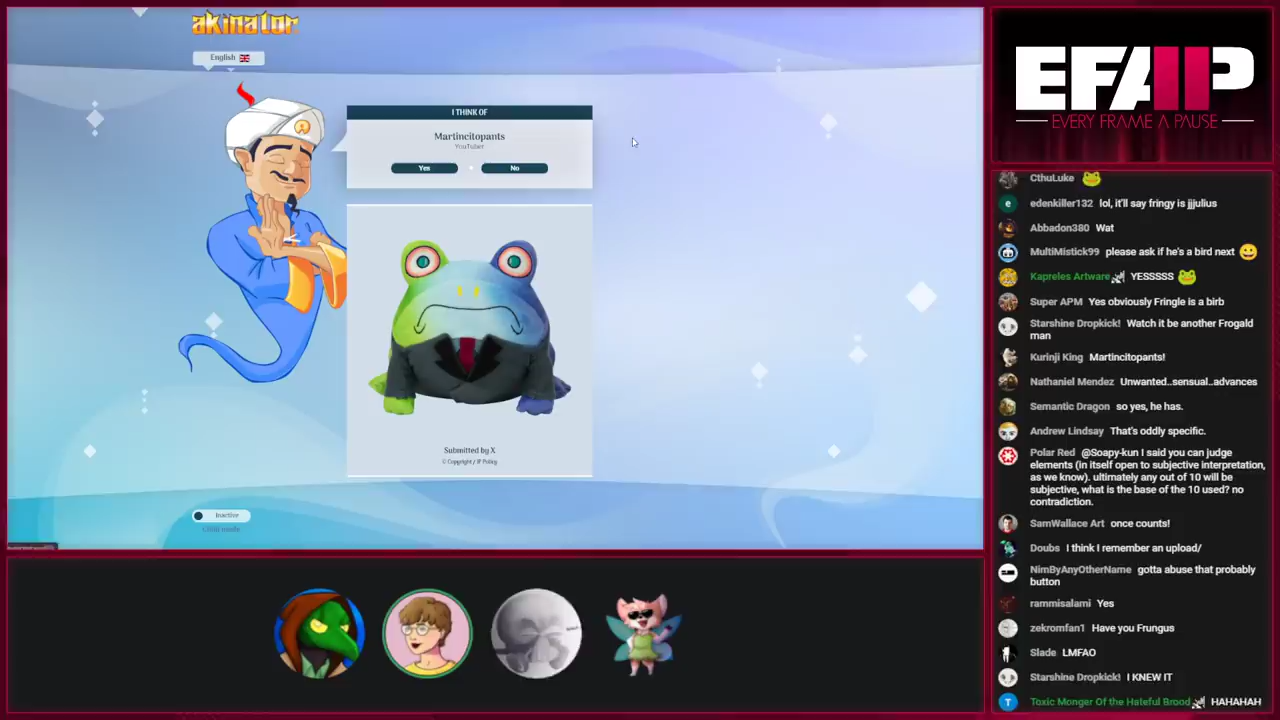 akinator
English
I THINK OF
Martincitopants
YouTuber
Yes
No
Submitted by X
© Copyright / IP Policy
Inactive
Child mode
EFAP
EVERY FRAME A PAUSE
CthuLuke
edenkiller132 lol, it'll say fringy is jjjulius
Abbadon380 Wat
MultiMistick99 please ask if he's a bird next
Kapreles Artware YESSSSS
Super APM Yes obviously Fringle is a birb
Starshine Dropkick! Watch it be another Frogald
man
Kurinji King Martincitopants!
Nathaniel Mendez Unwanted..sensual..advances
Semantic Dragon so yes, he has.
Andrew Lindsay That's oddly specific.
Polar Red @Soapy-kun I said you can judge
elements (in itself open to subjective interpretation,
as we know). ultimately any out of 10 will be
subjective, what is the base of the 10 used? no
contradiction.
SamWallace Art once counts!
Doubs I think I remember an upload/
NimByAnyOtherName gotta abuse that probably
button
rammisalami Yes
zekromfan1 Have you Frungus
Slade LMFAO
Starshine Dropkick! I KNEW IT
T
Toxic Monger Of the Hateful Brood HAHAHAH